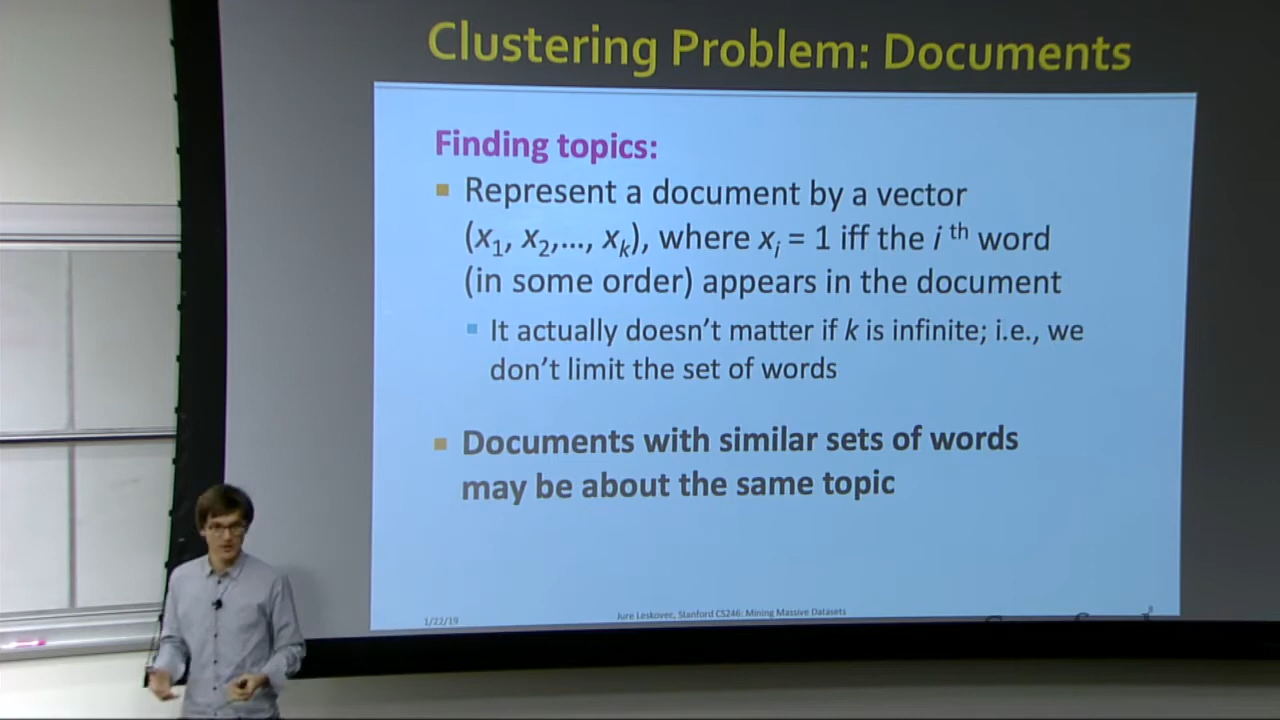 Clustering Problem: Documents
Finding topics:
Represent a document by a vector
(x1, x2,..., xk), where xi = 1 iff the i th word
(in some order) appears in the document
It actually doesn't matter if k is infinite; i.e., we
don't limit the set of words
Documents with similar sets of words
may be about the same topic
1/22/19
Jure Leskovec, Stanford CS246: Mining Massive Datasets